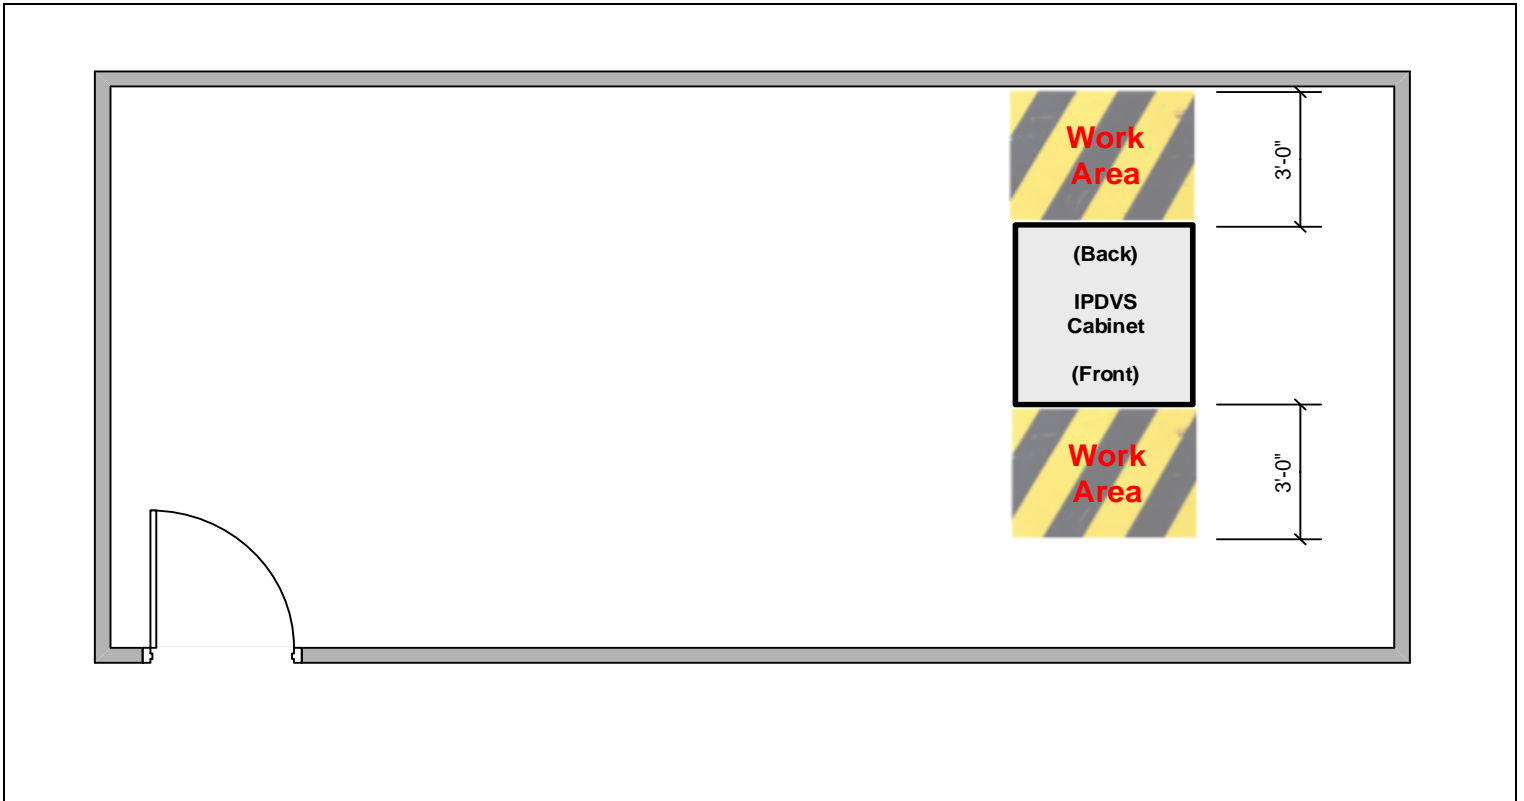 Work
Area
3'-0"
(Back)
IPDVS
Cabinet
(Front)
Work
Area
3'-0"